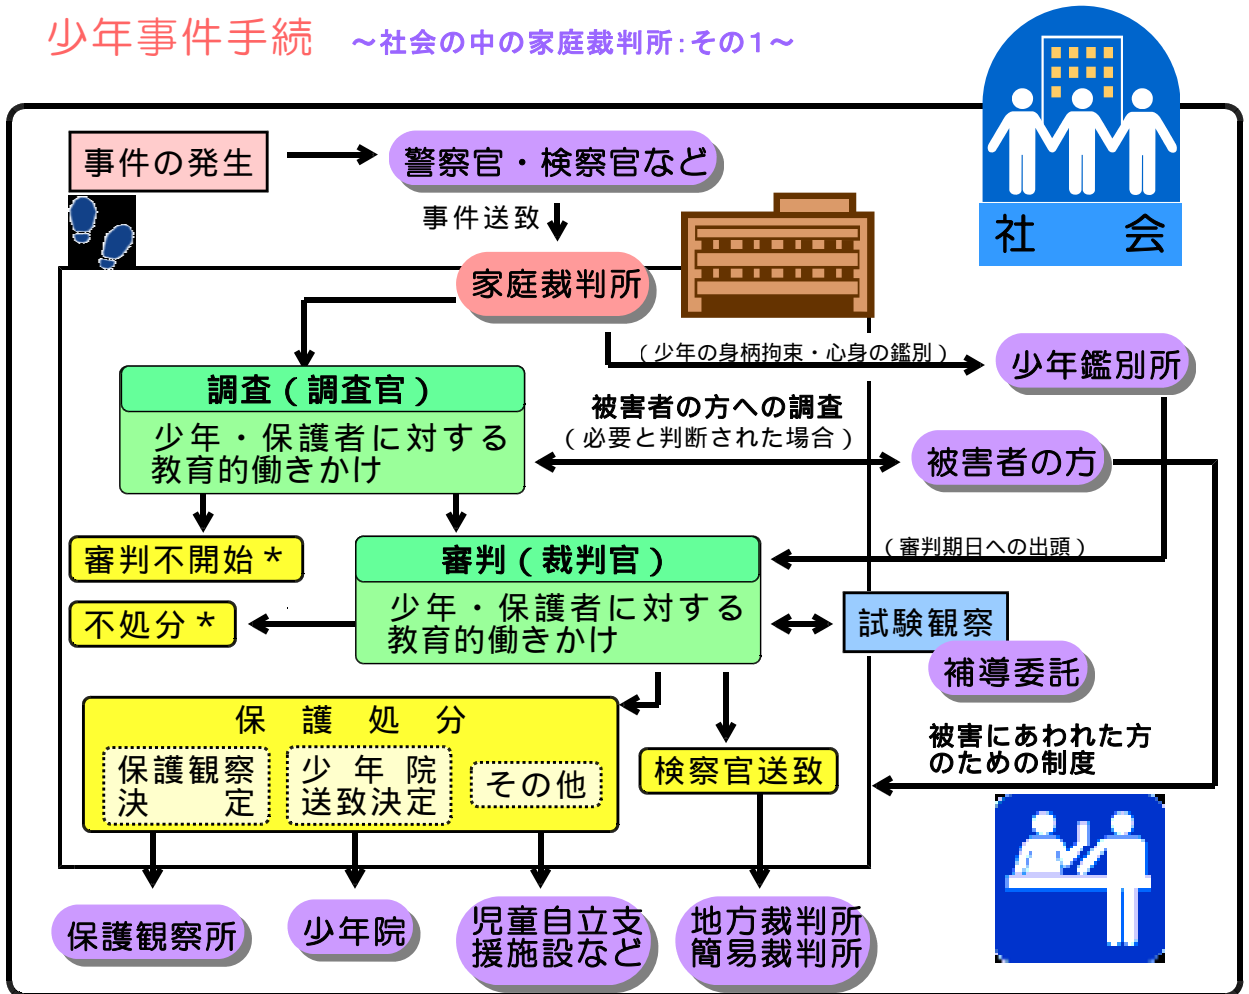 少年事件手続 ～社会の中の家庭裁判所：その１～
事件の発生
警察官・検察官など
事件送致
社 会
家庭裁判所
（少年の身柄拘束・心身の鑑別）
少年鑑別所
調査（調査官）
少年・保護者に対する
教育的働きかけ
被害者の方への調査
（必要と判断された場合）
被害者の方
審判不開始＊
審判（裁判官）
少年・保護者に対する
教育的働きかけ
（審判期日への出頭）
不処分＊
試験観察
補導委託
保 護 処 分
保護観察
決 定
少 年 院
送致決定
その他
検察官送致
被害にあわれた方
のための制度
保護観察所
少年院
児童自立支
援施設など
地方裁判所
簡易裁判所